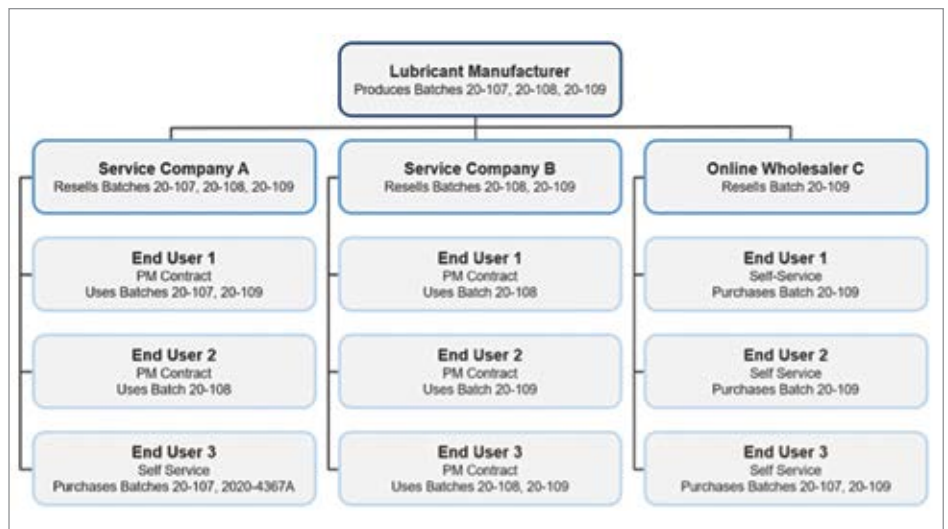 Lubricant Manufacturer
Produces Batches 20-107, 20-108, 20-109
Service Company A
Resells Batches 20-107, 20-108, 20-109
Service Company B
Resells Batches 20-108, 20-109
Online Wholesaler C
Resells Batch 20-109
End User 1
PM Contract
Uses Batches 20-107, 20-109
End User 1
PM Contract
Uses Batch 20-108
End User 1
Self-Service
Purchases Batch 20-109
End User 2
PM Contract
Uses Batch 20-108
End User 2
PM Contract
Uses Batch 20-109
End User 2
Self Service
Purchases Batch 20-109
End User 3
Self Service
Purchases Batches 20-107, 2020-4367A
End User 3
PM Contract
Uses Batches 20-108, 20-109
End User 3
Self Service
Purchases Batches 20-107, 20-109